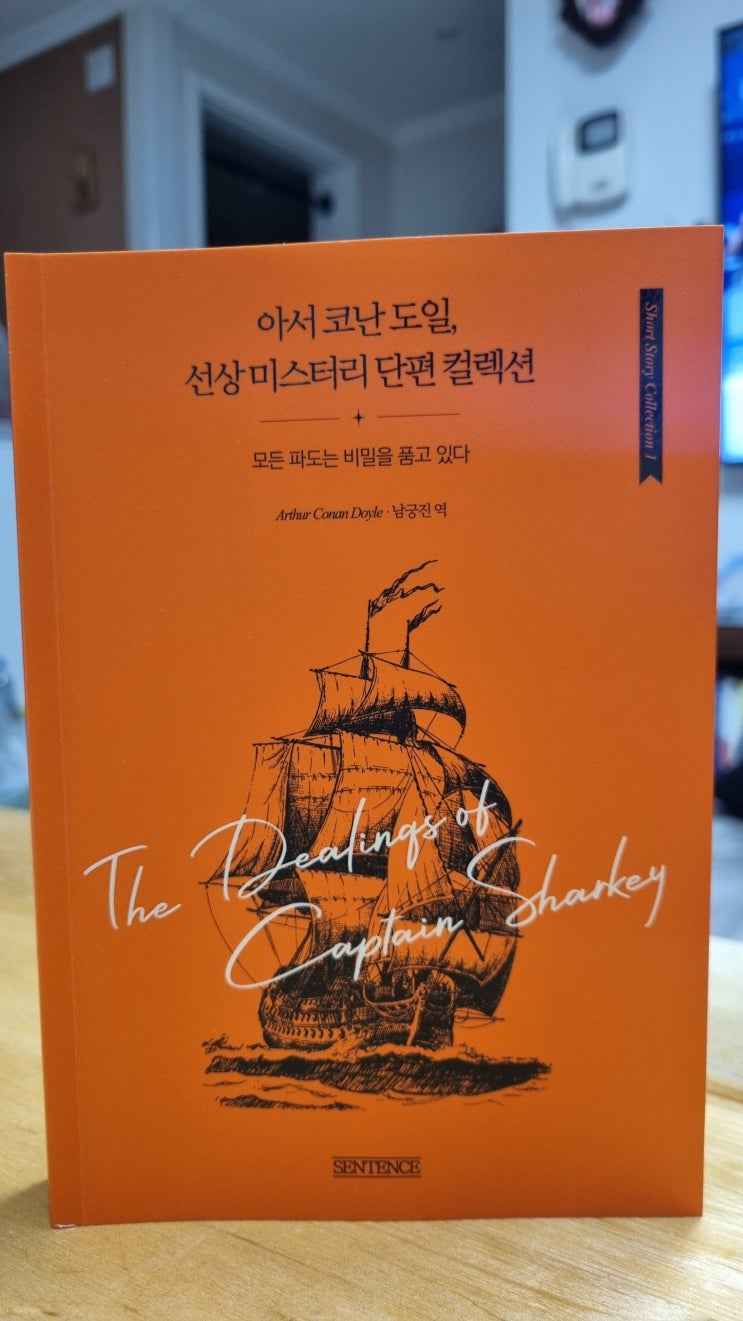 아서 코난 도일,
선상 미스터리 단편 컬렉션
모든 파도는 비밀을 품고 있다
Arthur Conan Doyle · 남궁진 역
Short Story Collection 1
The Dealings of
Captain Sharkey
SENTENCE